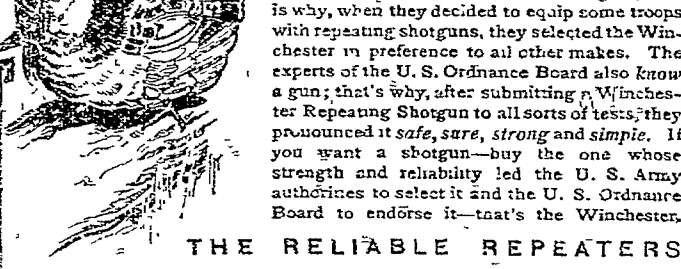 is why, when they decided to equip some troops
with repeating shotguns, they selected the Win-
chester in preference to all other makes. The
experts of the U. S. Ordnance Board also know
a gun; that's why, after submitting a Winches-
ter Repeating Shotgun to all sorts of tests, they
pronounced it safe, sure, strong and simple. If
you want a shotgun—buy the one whose
strength and reliability led the U. S. Army
authorities to select it and the U. S. Ordnance
Board to endorse it—that's the Winchester.
THE RELIABLE REPEATERS